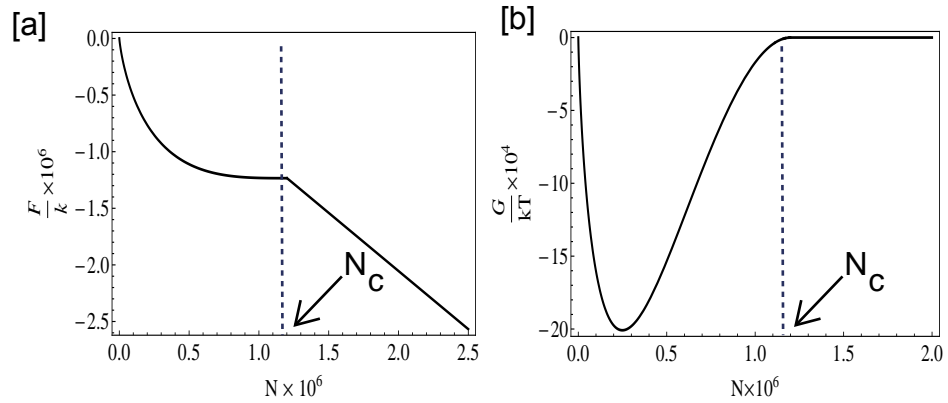 [a]
0.0
−0.5
−1.0
−1.5
−2.0
−2.5
F/k ×10^6
N_C
0.0 0.5 1.0 1.5 2.0 2.5
N × 10^6
[b]
0
−5
−10
−15
−20
G/kT ×10^4
N_C
0.0 0.5 1.0 1.5 2.0
N×10^6